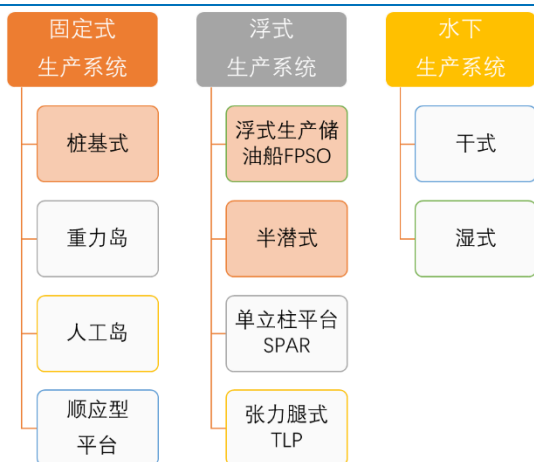 固定式
生产系统
桩基式
重力岛
人工岛
顺应型
平台
浮式
生产系统
浮式生产储
油船FPSO
半潜式
单立柱平台
SPAR
张力腿式
TLP
水下
生产系统
干式
湿式